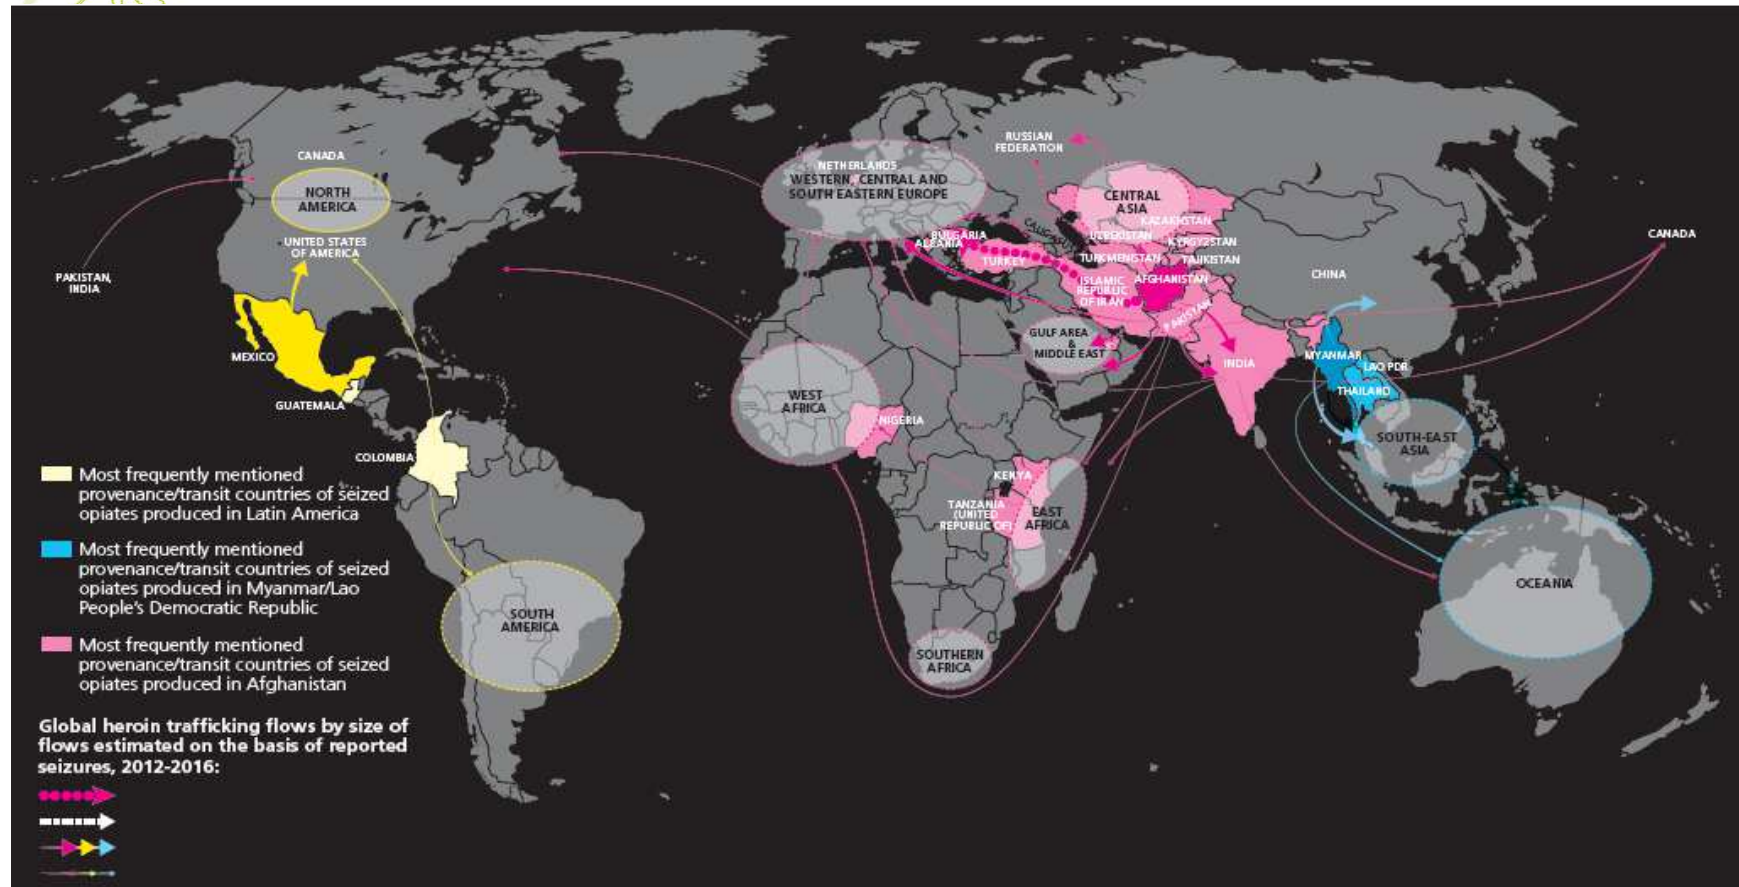 RUSSIAN
FEDERATION
CANADA
NETHERLANDS
WESTERN, CENTRAL AND
SOUTH EASTERN EUROPE
NORTH
AMERICA
CENTRAL
ASIA
KAZAKHSTAN
BULGARIA
ALBANIA
CAUCASUS
UZBEKISTAN
KYRGYZSTAN
CANADA
UNITED STATES
OF AMERICA
TURKEY
TURKMENISTAN
TAJIKISTAN
PAKISTAN,
INDIA
ISLAMIC
REPUBLIC
OF IRAN
AFGHANISTAN
CHINA
PAKISTAN
GULF AREA
&
MIDDLE EAST
MEXICO
INDIA
MYANMAR
LAO PDR
THAILAND
GUATEMALA
WEST
AFRICA
NIGERIA
SOUTH-EAST
ASIA
COLOMBIA
KENYA
TANZANIA
(UNITED
REPUBLIC OF)
EAST
AFRICA
OCEANIA
SOUTH
AMERICA
SOUTHERN
AFRICA
Most frequently mentioned
provenance/transit countries of seized
opiates produced in Latin America
Most frequently mentioned
provenance/transit countries of seized
opiates produced in Myanmar/Lao
People's Democratic Republic
Most frequently mentioned
provenance/transit countries of seized
opiates produced in Afghanistan
Global heroin trafficking flows by size of
flows estimated on the basis of reported
seizures, 2012-2016: